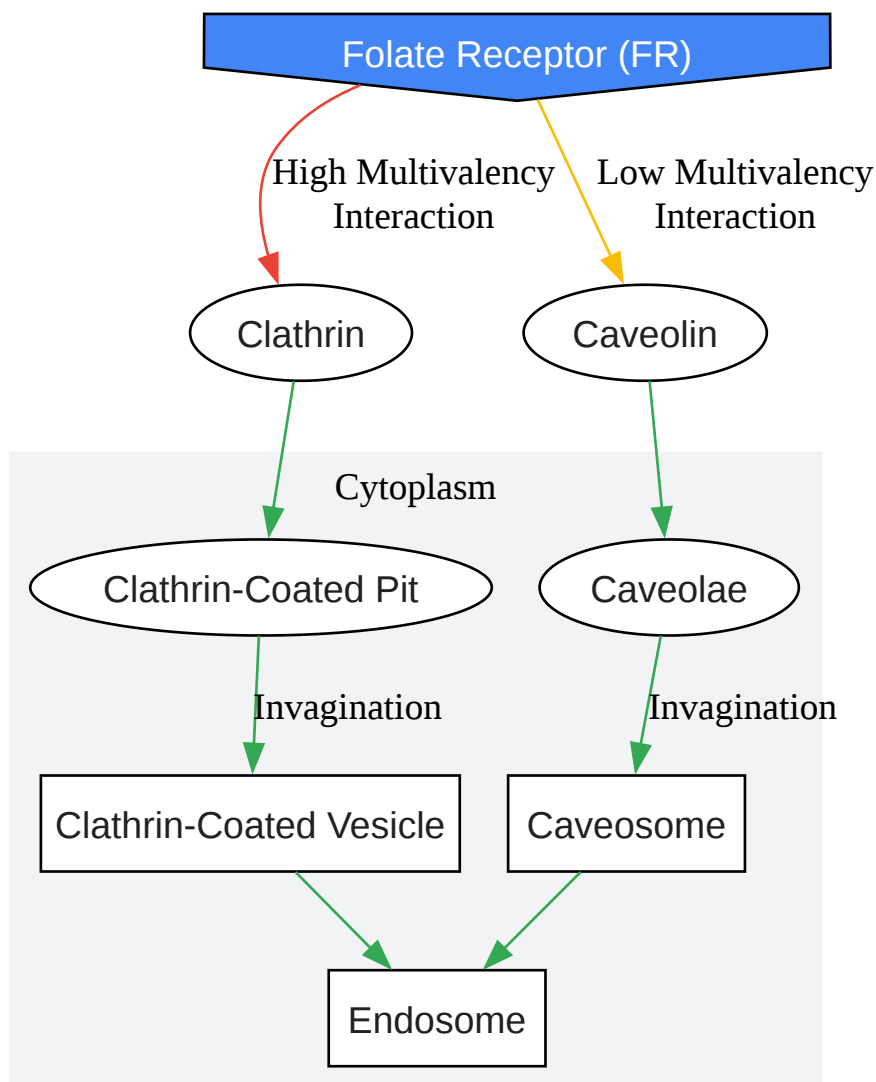 Folate Receptor (FR)
High Multivalency
Interaction
Low Multivalency
Interaction
Clathrin
Caveolin
Cytoplasm
Clathrin-Coated Pit
Caveolae
Invagination
Invagination
Clathrin-Coated Vesicle
Caveosome
Endosome